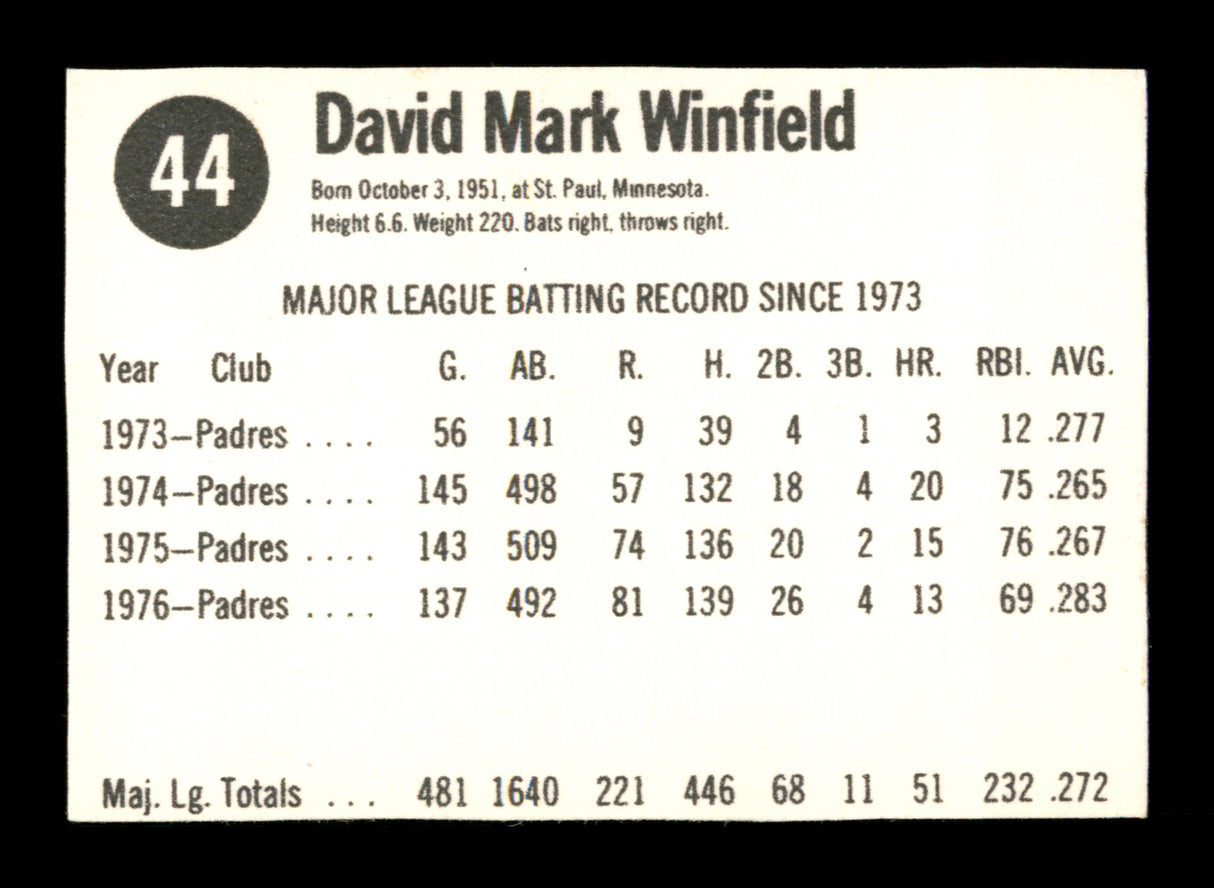 44
David Mark Winfield
Born October 3, 1951, at St. Paul, Minnesota.
Height 6.6. Weight 220. Bats right, throws right.
MAJOR LEAGUE BATTING RECORD SINCE 1973
Year Club G. AB. R. H. 2B. 3B. HR. RBI. AVG.
1973–Padres .... 56 141 9 39 4 1 3 12 .277
1974–Padres .... 145 498 57 132 18 4 20 75 .265
1975–Padres .... 143 509 74 136 20 2 15 76 .267
1976–Padres .... 137 492 81 139 26 4 13 69 .283
Maj. Lg. Totals ... 481 1640 221 446 68 11 51 232 .272